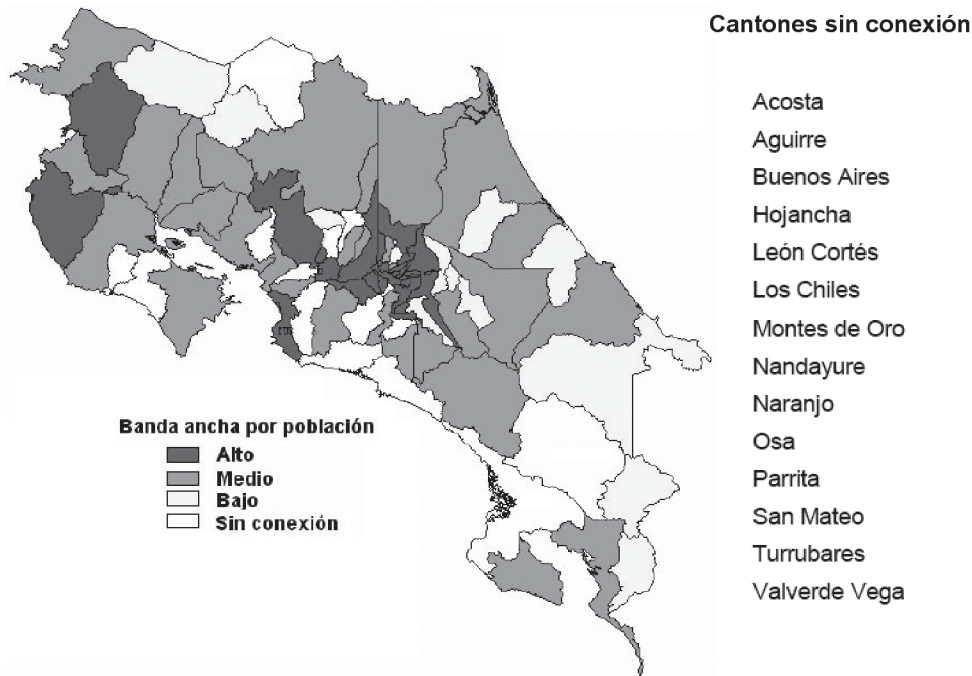 Cantones sin conexión
Acosta
Aguirre
Buenos Aires
Hojancha
León Cortés
Los Chiles
Montes de Oro
Nandayure
Naranjo
Osa
Parrita
San Mateo
Turrubares
Valverde Vega
Banda ancha por población
Alto
Medio
Bajo
Sin conexión